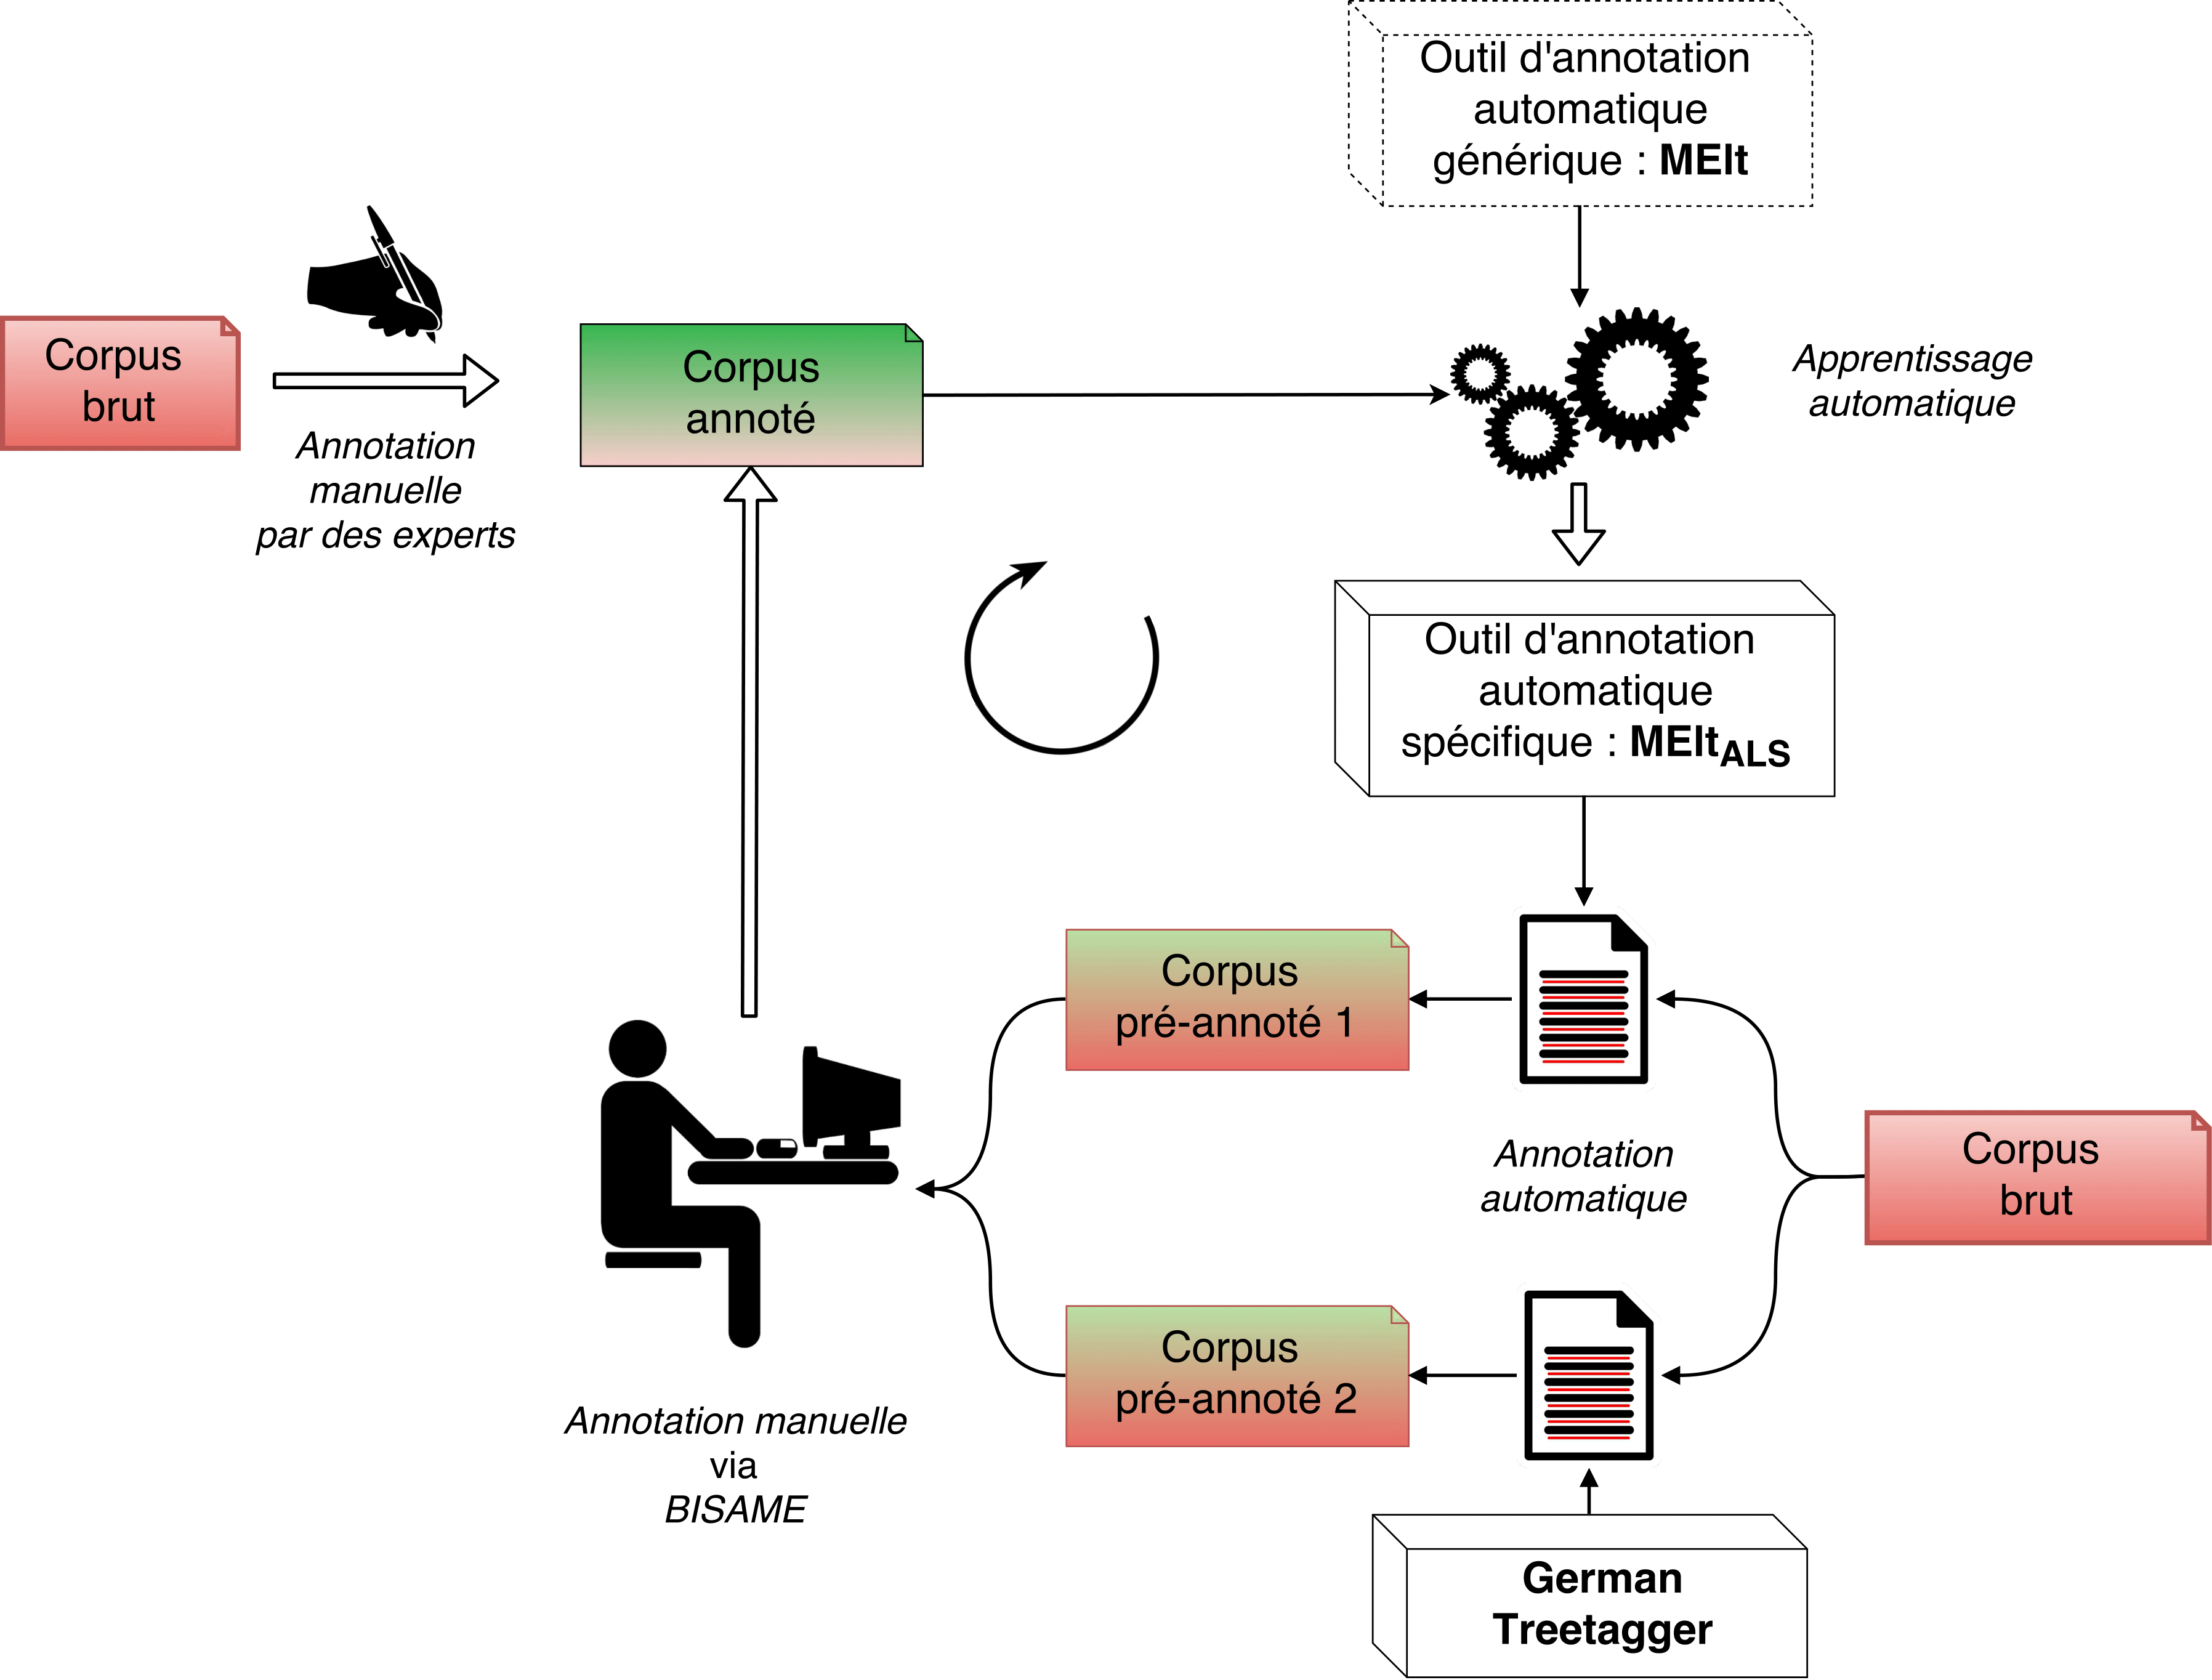 Outil d'annotation
automatique
générique : MElt
Corpus
brut
Annotation
manuelle
par des experts
Corpus
annoté
Apprentissage
automatique
Outil d'annotation
automatique
spécifique : MEltALS
Corpus
pré-annoté 1
Annotation
automatique
Corpus
brut
Corpus
pré-annoté 2
Annotation manuelle
via
BISAME
German
Treetagger